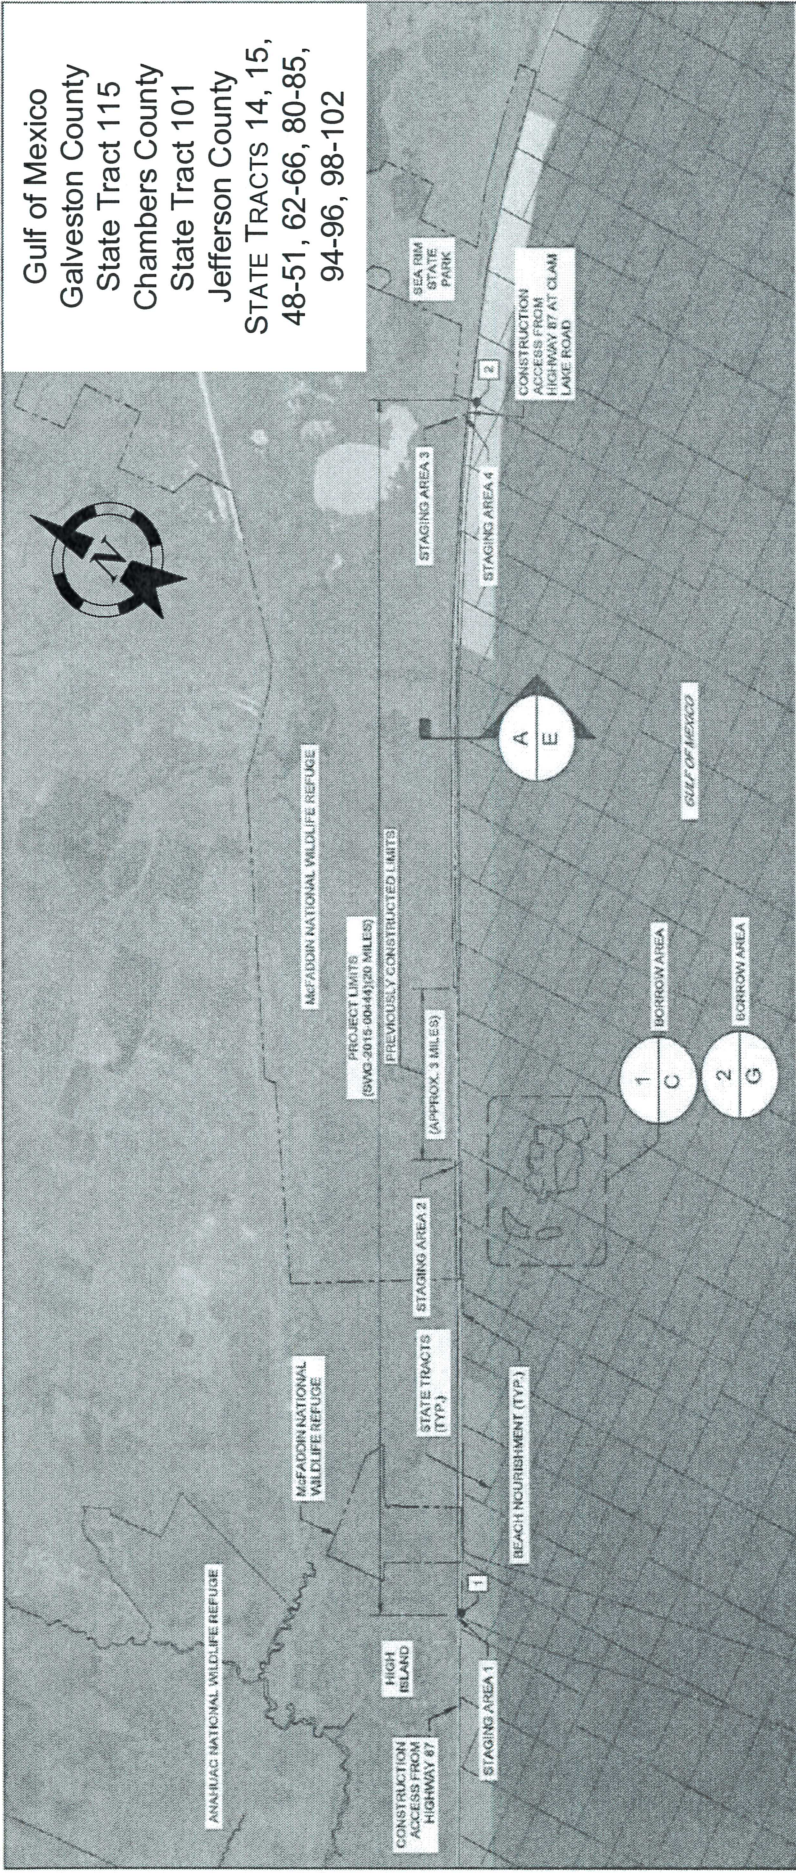 Gulf of Mexico
Galveston County
State Tract 115
Chambers County
State Tract 101
Jefferson County
STATE TRACTS 14, 15,
48-51, 62-66, 80-85,
94-96, 98-102
N
ANAHUAC NATIONAL WILDLIFE REFUGE
McFADDIN NATIONAL
WILDLIFE REFUGE
McFADDIN NATIONAL WILDLIFE REFUGE
PROJECT LIMITS
(SWG-2015-00444)(20 MILES)
PREVIOUSLY CONSTRUCTED LIMITS
(APPROX. 3 MILES)
HIGH
ISLAND
CONSTRUCTION
ACCESS FROM
HIGHWAY 87
STAGING AREA 1
1
STATE TRACTS
(TYP.)
BEACH NOURISHMENT (TYP.)
STAGING AREA 2
STAGING AREA 3
STAGING AREA 4
SEA RIM
STATE
PARK
2
CONSTRUCTION
ACCESS FROM
HIGHWAY 87 AT CLAM
LAKE ROAD
A
E
GULF OF MEXICO
1
C
BORROW AREA
2
G
BORROW AREA